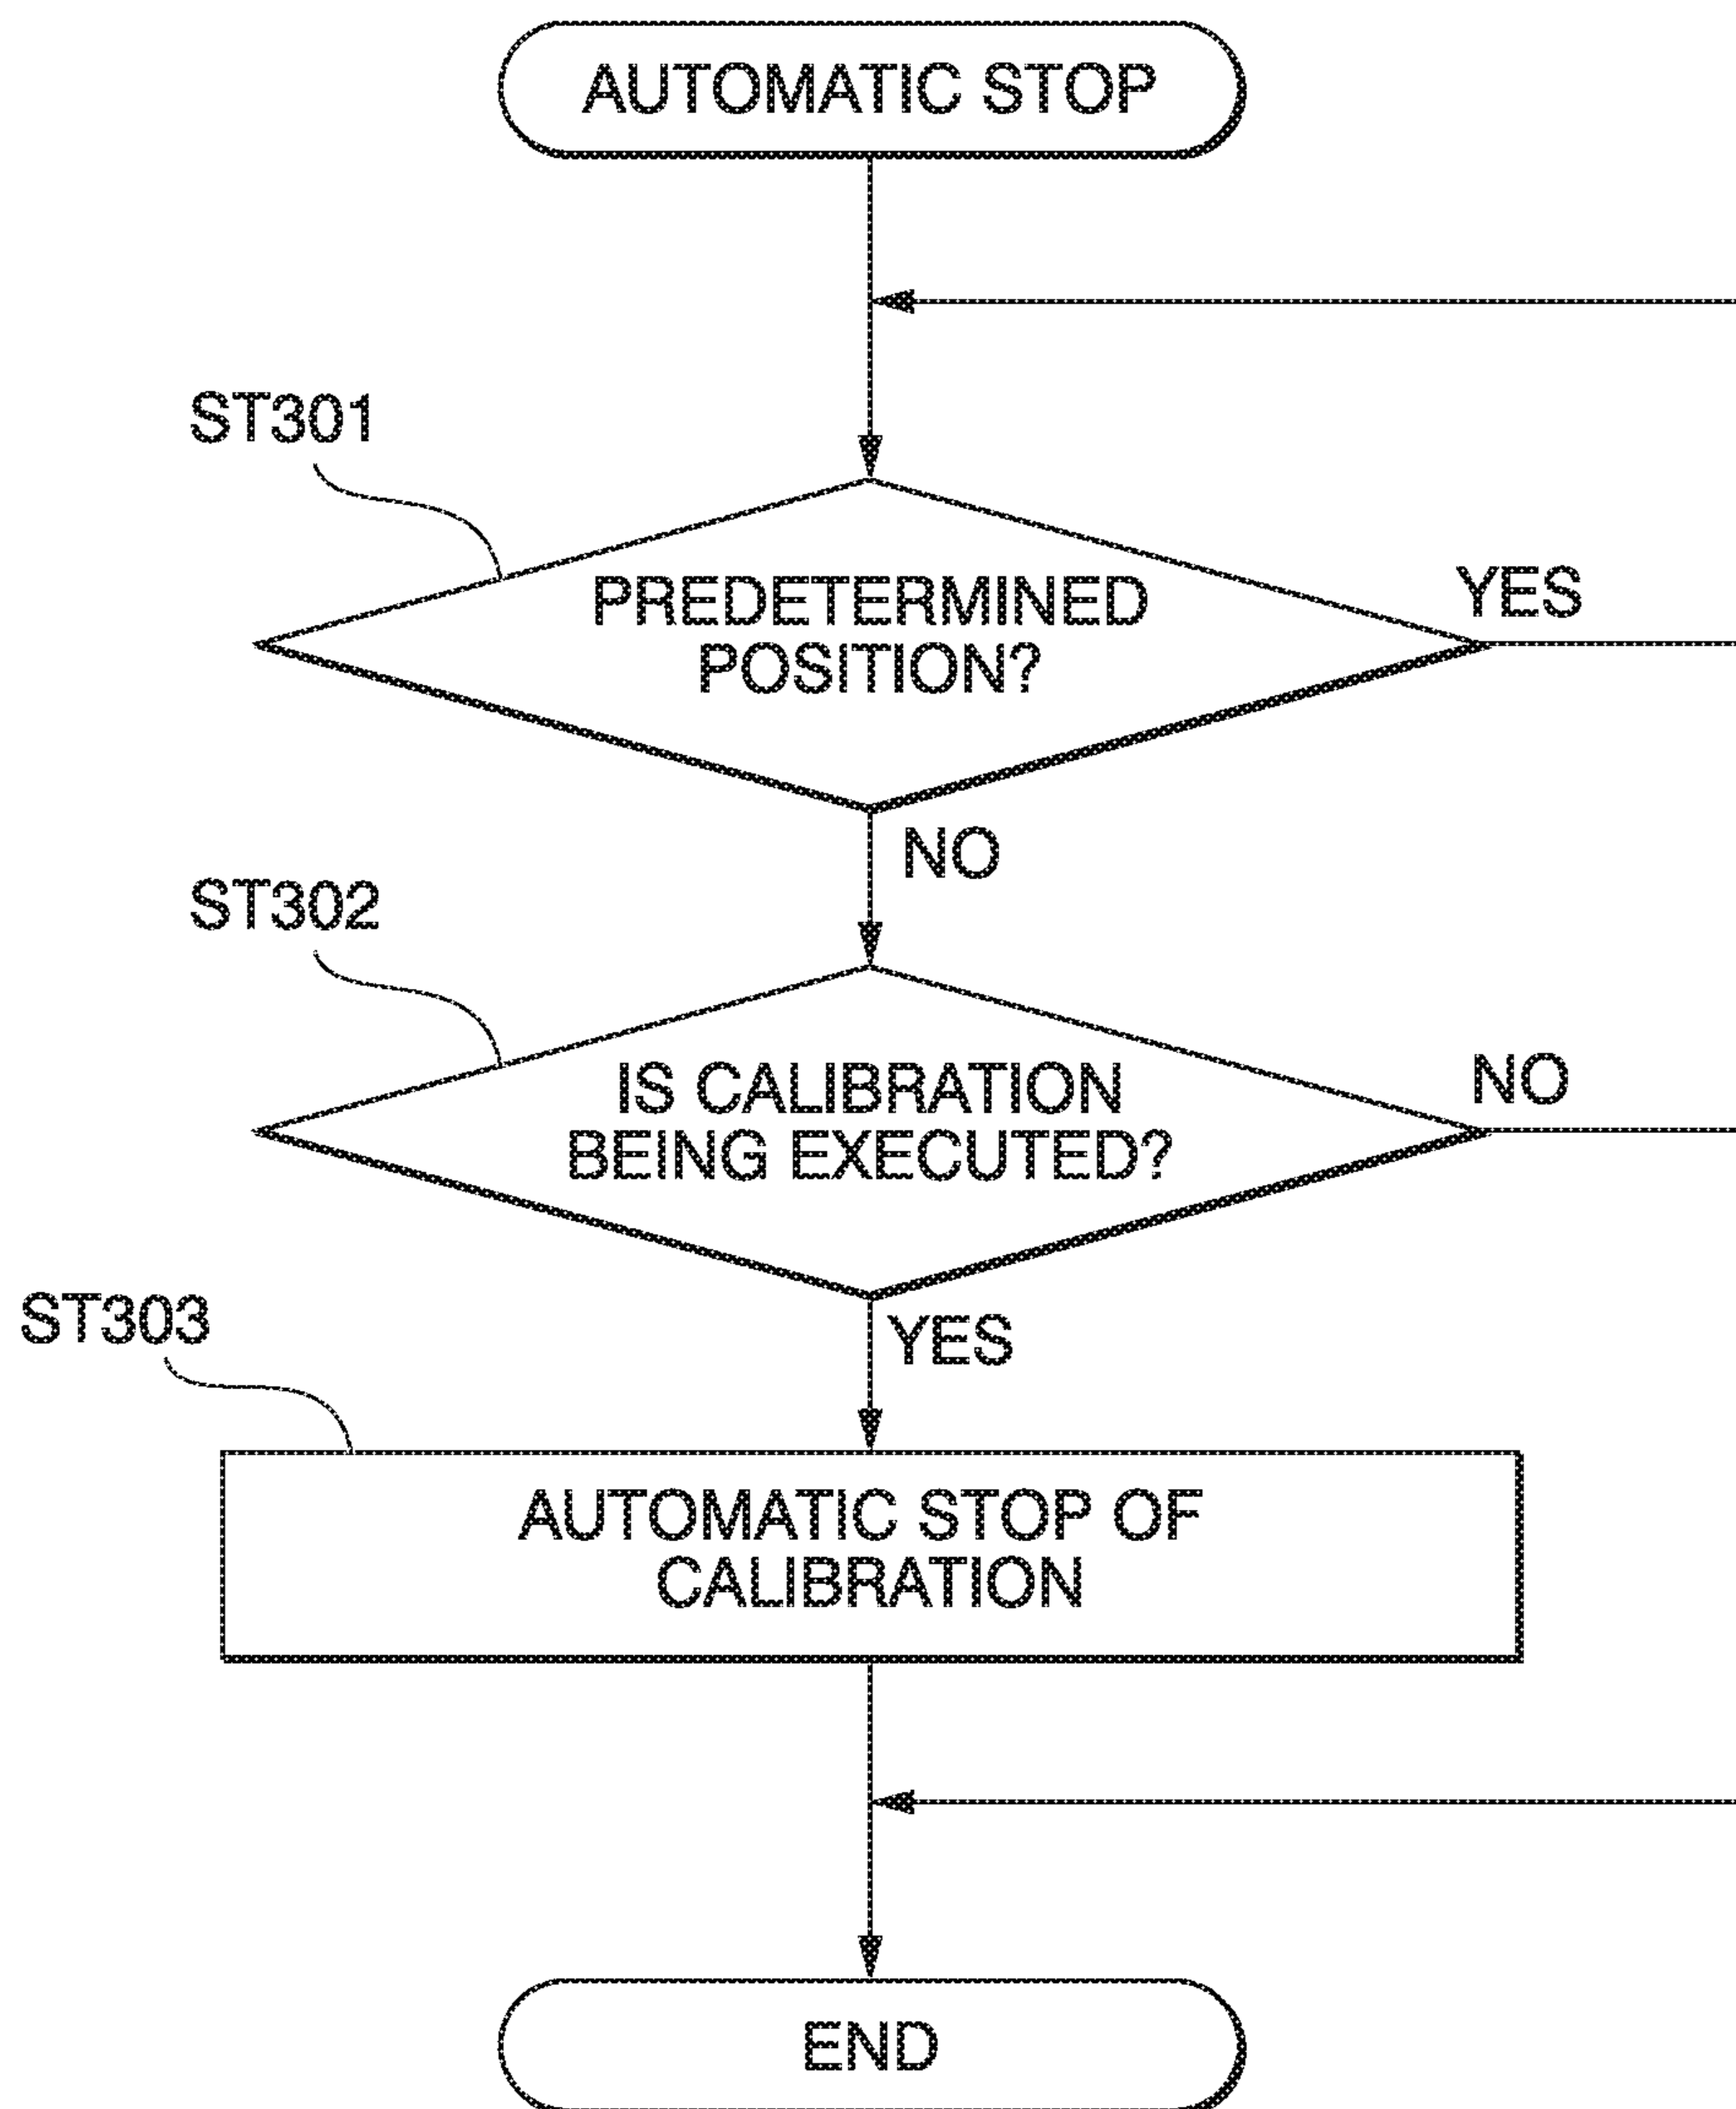 AUTOMATIC STOP
ST301
PREDETERMINED
POSITION?
YES
NO
ST302
IS CALIBRATION
BEING EXECUTED?
NO
YES
ST303
AUTOMATIC STOP OF
CALIBRATION
END